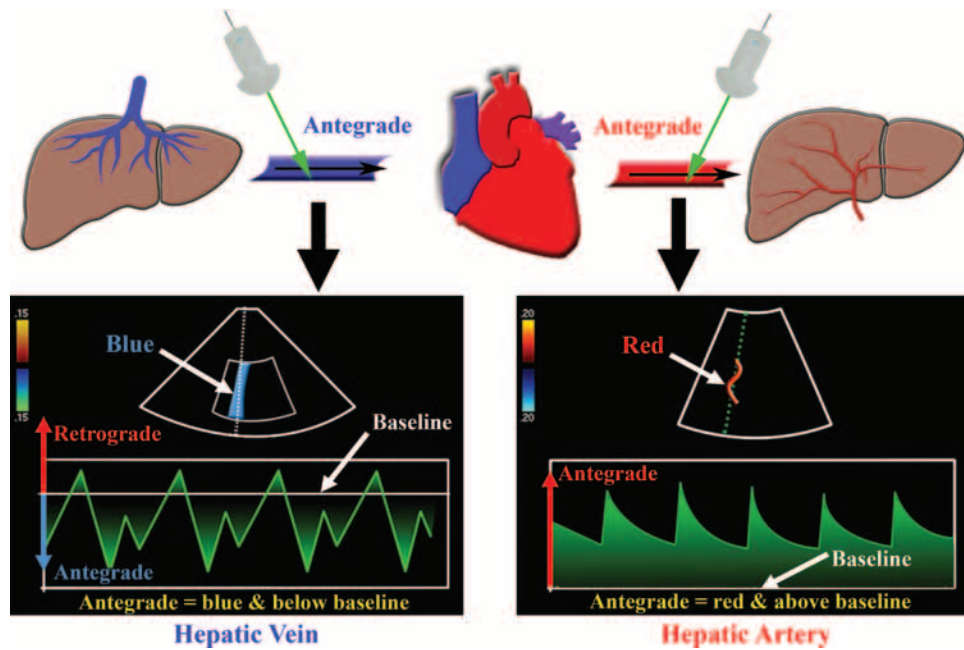 Antegrade
Antegrade
.15
.15
Blue
Retrograde
Baseline
Antegrade
Antegrade = blue & below baseline
Hepatic Vein
.20
.20
Red
Antegrade
Baseline
Antegrade = red & above baseline
Hepatic Artery